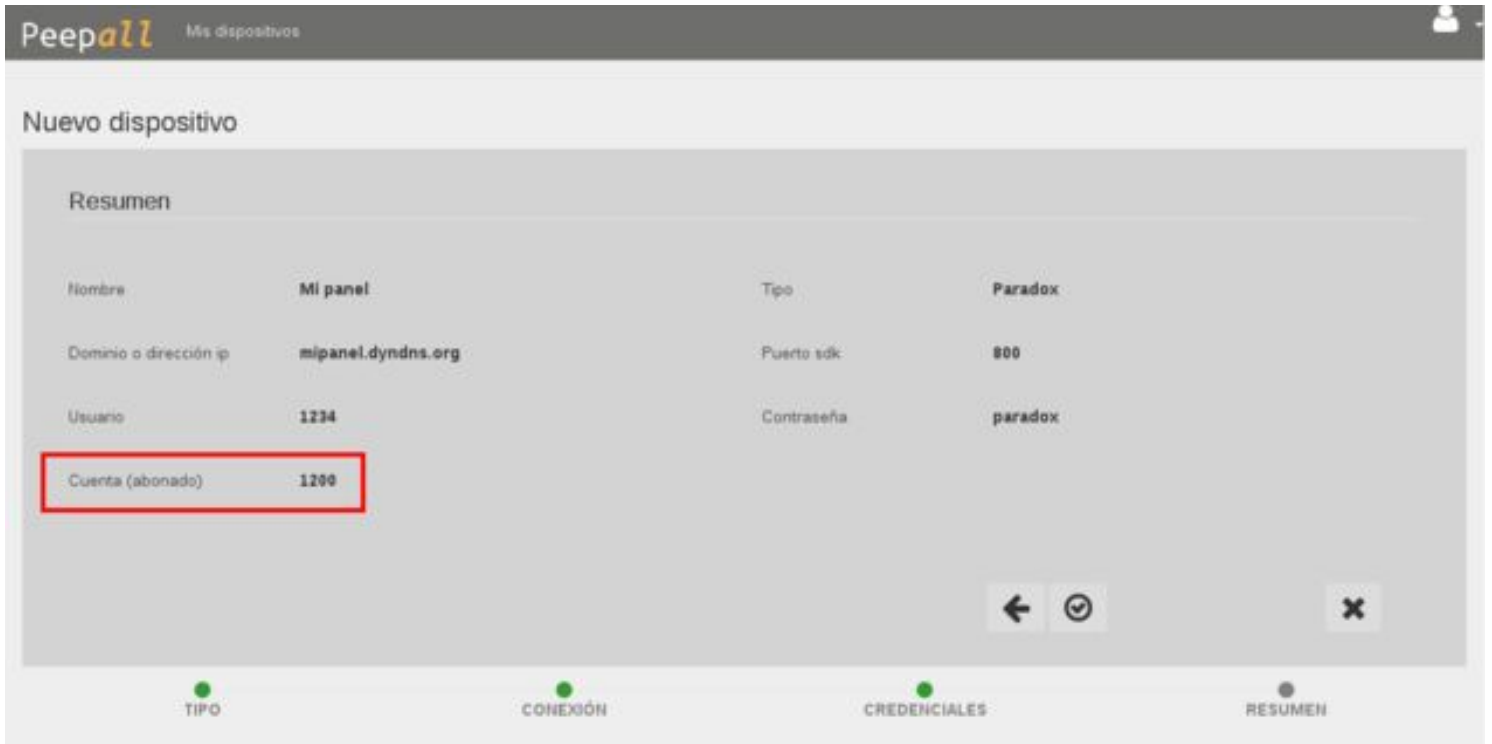 Peepall Mis dispositivos
Nuevo dispositivo
Resumen
Nombre Mi panel Tipo Paradox
Dominio o dirección ip mipanel.dyndns.org Puerto sdk 800
Usuario 1234 Contraseña paradox
Cuenta (abonado) 1200
TIPO CONEXIÓN CREDENCIALES RESUMEN